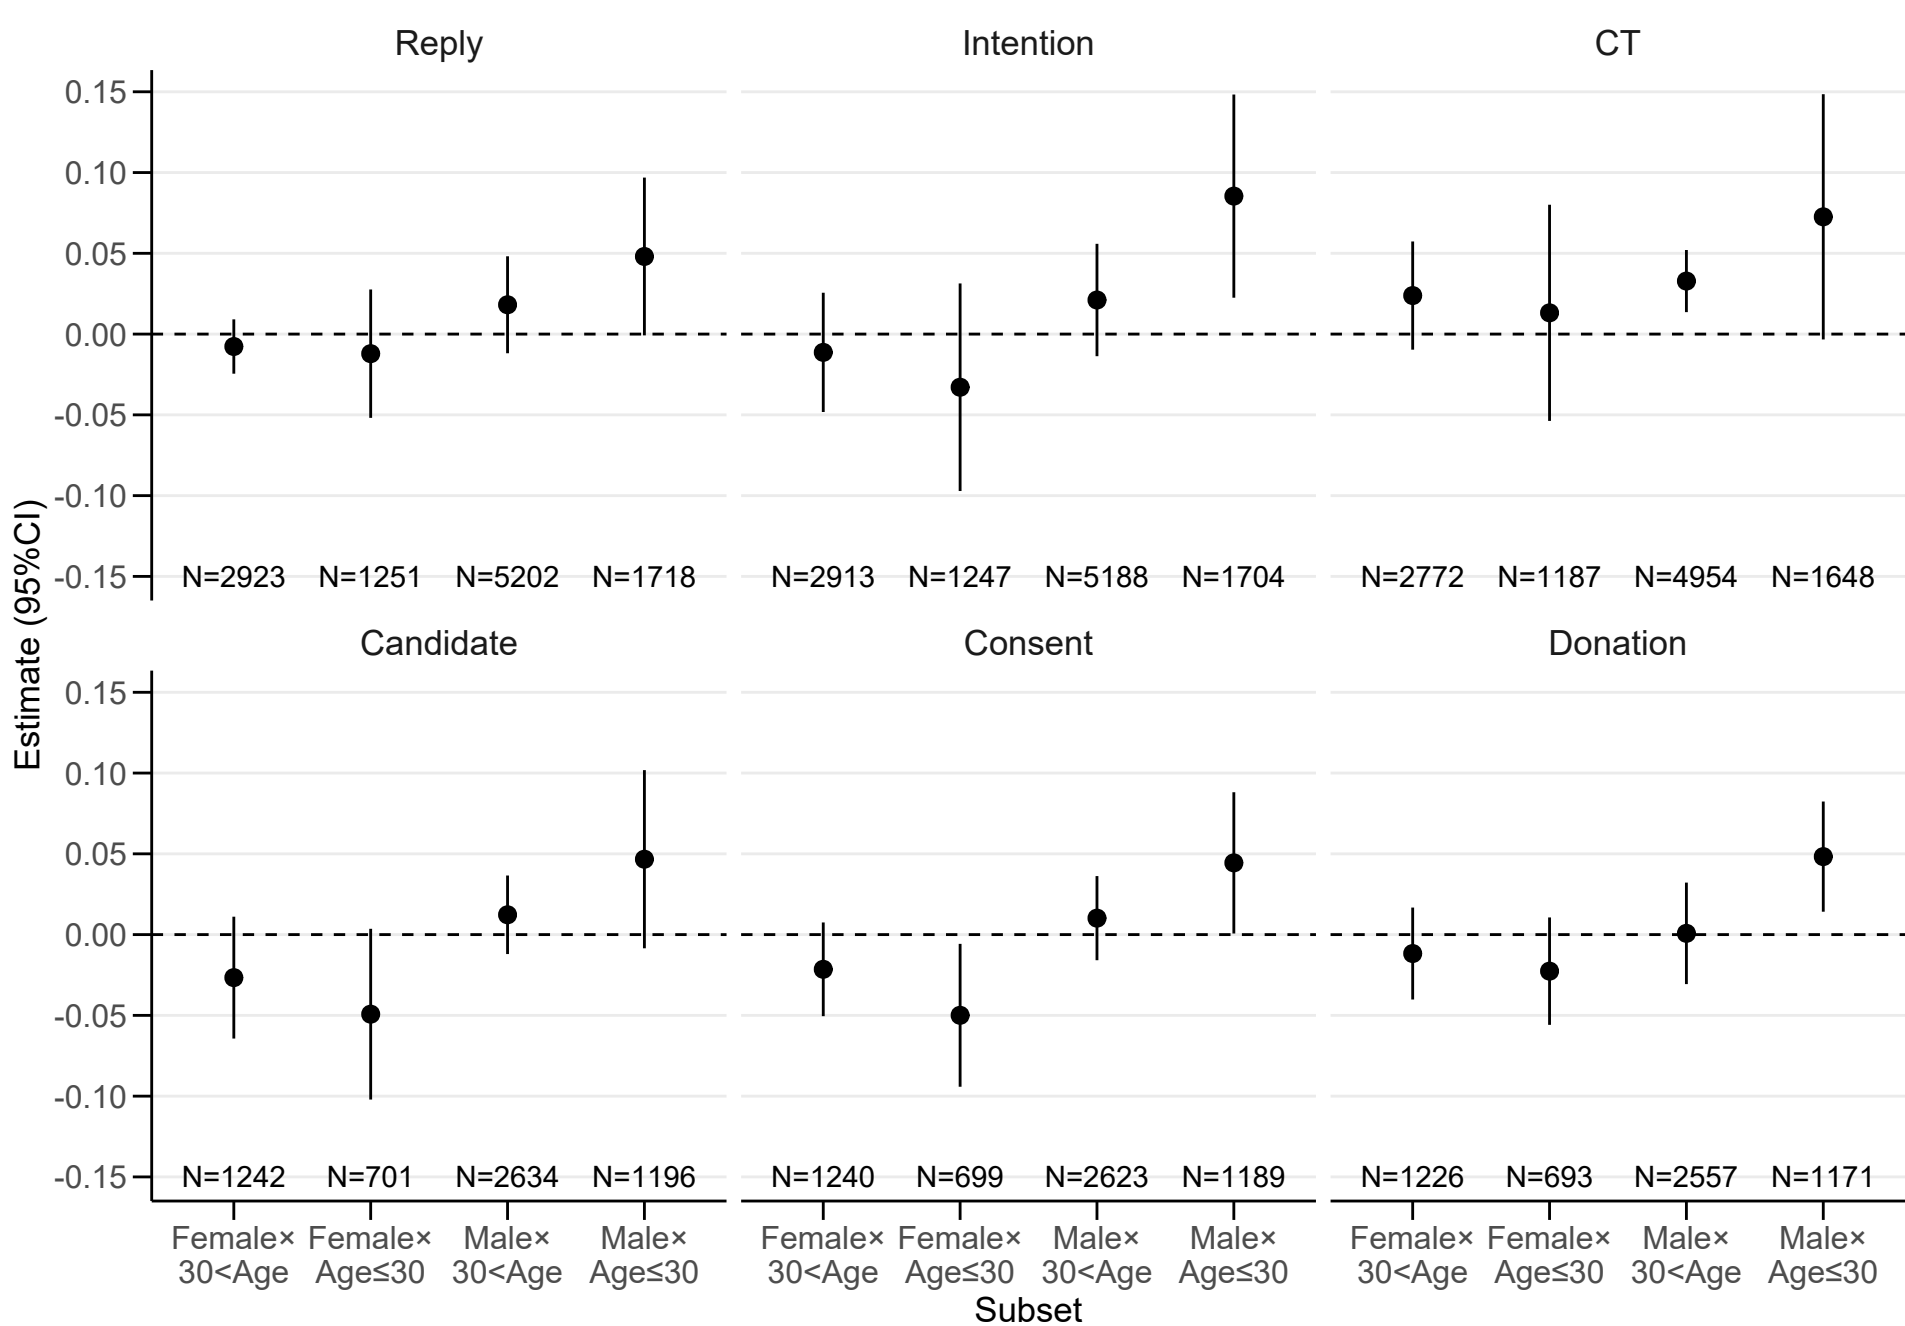 Reply Intention CT
0.15
0.10
0.05
0.00
-0.05
-0.10
-0.15
N=2923 N=1251 N=5202 N=1718 N=2913 N=1247 N=5188 N=1704 N=2772 N=1187 N=4954 N=1648
Estimate (95%CI)
Candidate Consent Donation
0.15
0.10
0.05
0.00
-0.05
-0.10
-0.15
N=1242 N=701 N=2634 N=1196 N=1240 N=699 N=2623 N=1189 N=1226 N=693 N=2557 N=1171
Female× Female× Male× Male× Female× Female× Male× Male× Female× Female× Male× Male×
30<Age Age≤30 30<Age Age≤30 30<Age Age≤30 30<Age Age≤30 30<Age Age≤30 30<Age Age≤30
Subset